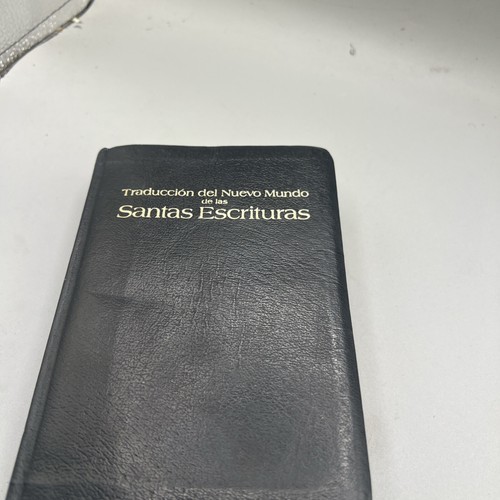 Traducción del Nuevo Mundo
de las
Santas Escrituras